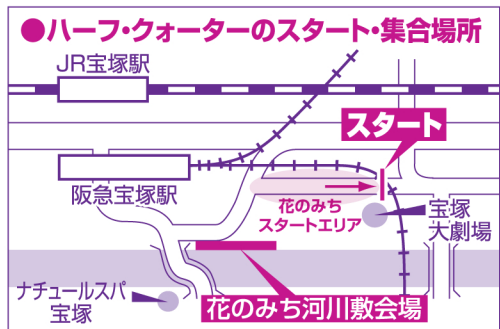 ●ハーフ・クォーターのスタート・集合場所
JR宝塚駅
スタート
阪急宝塚駅
花のみち
スタートエリア
宝塚
大劇場
ナチュールスパ
宝塚
花のみち河川敷会場